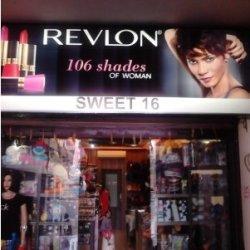 REVLON®
106 shades
OF WOMAN
SWEET 16